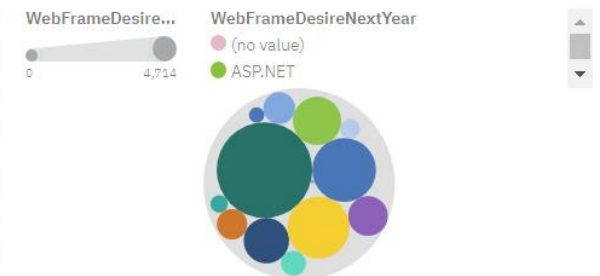 WebFrameDesire...
0 4,714
WebFrameDesireNextYear
(no value)
ASP.NET